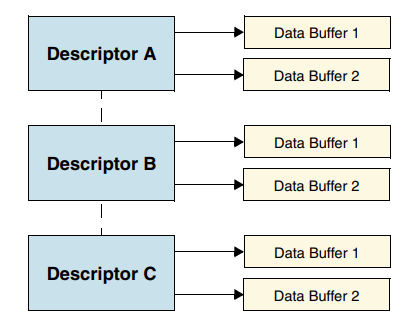 Descriptor A
Data Buffer 1
Data Buffer 2
Descriptor B
Data Buffer 1
Data Buffer 2
Descriptor C
Data Buffer 1
Data Buffer 2